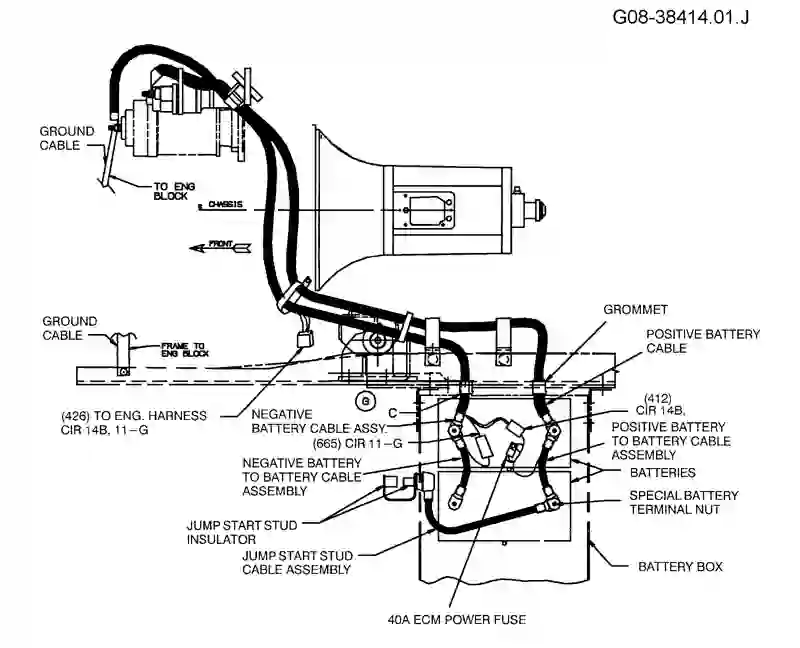 G08-38414.01.J
GROUND
CABLE
TO ENG
BLOCK
CHASSIS
FRONT
GROUND
CABLE
FRAME TO
ENG BLOCK
GROMMET
POSITIVE BATTERY
CABLE
G
C
(426) TO ENG. HARNESS
CIR 14B, 11-G
NEGATIVE
BATTERY CABLE ASSY.
(665) CIR 11-G
(412)
CIR 14B,
POSITIVE BATTERY
TO BATTERY CABLE
ASSEMBLY
NEGATIVE BATTERY
TO BATTERY CABLE
ASSEMBLY
BATTERIES
SPECIAL BATTERY
TERMINAL NUT
JUMP START STUD
INSULATOR
JUMP START STUD
CABLE ASSEMBLY
BATTERY BOX
40A ECM POWER FUSE